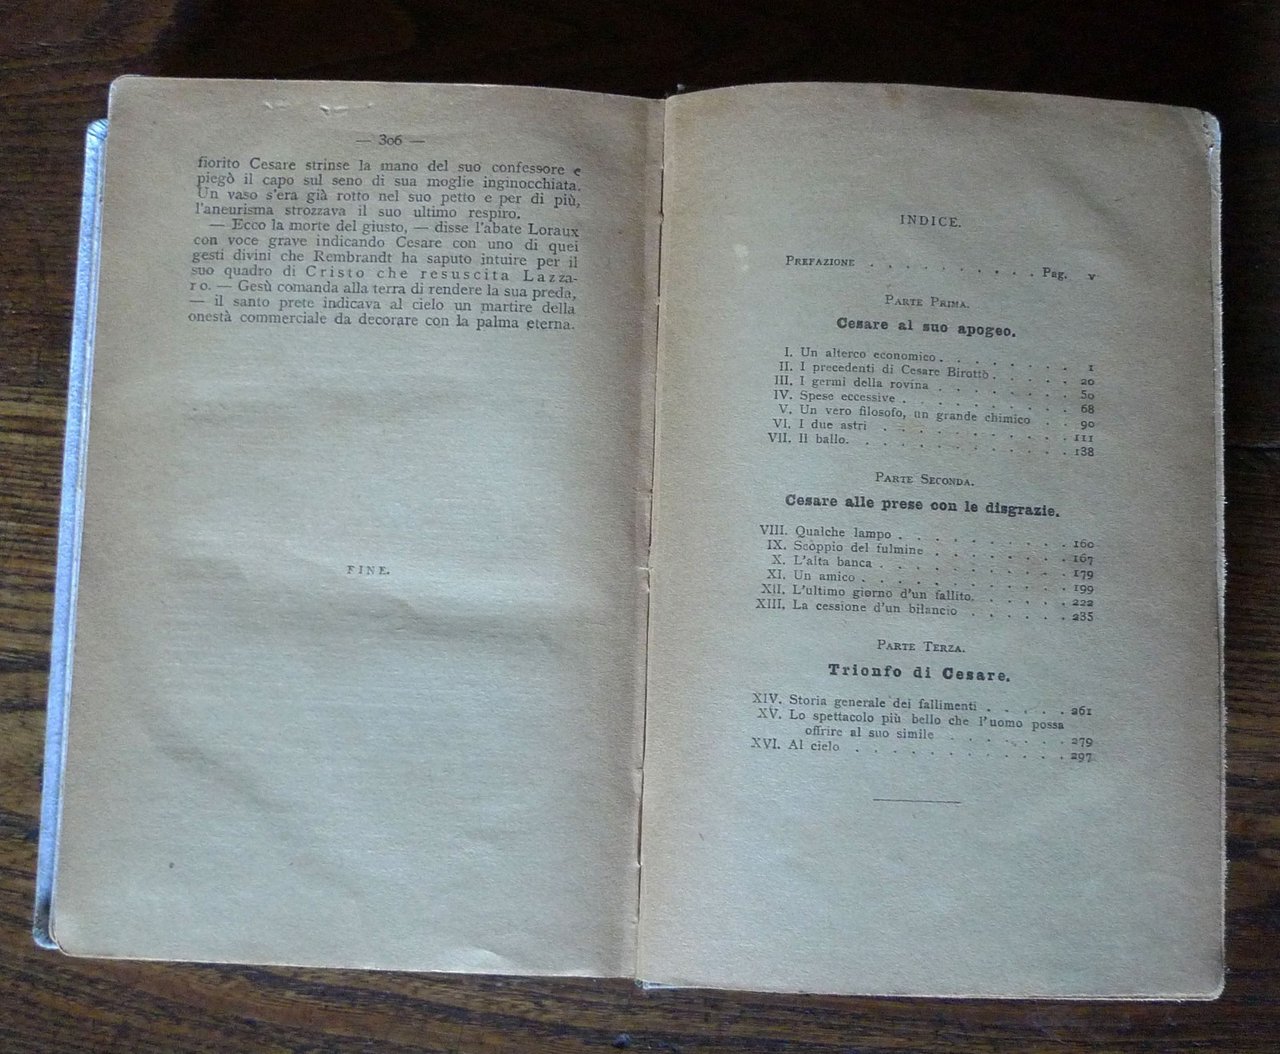 — 306 —
fiorito Cesare strinse la mano del suo confessore e
piegò il capo sul seno di sua moglie inginocchiata.
Un vaso s'era già rotto nel suo petto e per di più,
l'aneurisma strozzava il suo ultimo respiro.
— Ecco la morte del giusto, — disse l'abate Loraux
con voce grave indicando Cesare con uno di quei
gesti divini che Rembrandt ha saputo intuire per il
suo quadro di Cristo che resuscita Lazza-
ro. — Gesù comanda alla terra di rendere la sua preda,
— il santo prete indicava al cielo un martire della
onestà commerciale da decorare con la palma eterna.
FINE.
INDICE.
PREFAZIONE . . . . . . . . . . Pag. V
PARTE PRIMA.
Cesare al suo apogeo.
I. Un alterco economico . . . . . . . . 1
II. I precedenti di Cesare Birottò . . . . . 20
III. I germi della rovina . . . . . . . . 50
IV. Spese eccessive . . . . . . . . . . 68
V. Un vero filosofo, un grande chimico . . . 90
VI. I due astri . . . . . . . . . . . 111
VII. Il ballo. . . . . . . . . . . . . 138
PARTE SECONDA.
Cesare alle prese con le disgrazie.
VIII. Qualche lampo . . . . . . . . . . 160
IX. Scoppio del fulmine . . . . . . . . 167
X. L'alta banca . . . . . . . . . . . 179
XI. Un amico . . . . . . . . . . . . 199
XII. L'ultimo giorno d'un fallito. . . . . . 222
XIII. La cessione d'un bilancio . . . . . . 235
PARTE TERZA.
Trionfo di Cesare.
XIV. Storia generale dei fallimenti . . . . . . 261
XV. Lo spettacolo più bello che l'uomo possa
offrire al suo simile . . . . . . . . 279
XVI. Al cielo . . . . . . . . . . . . 297